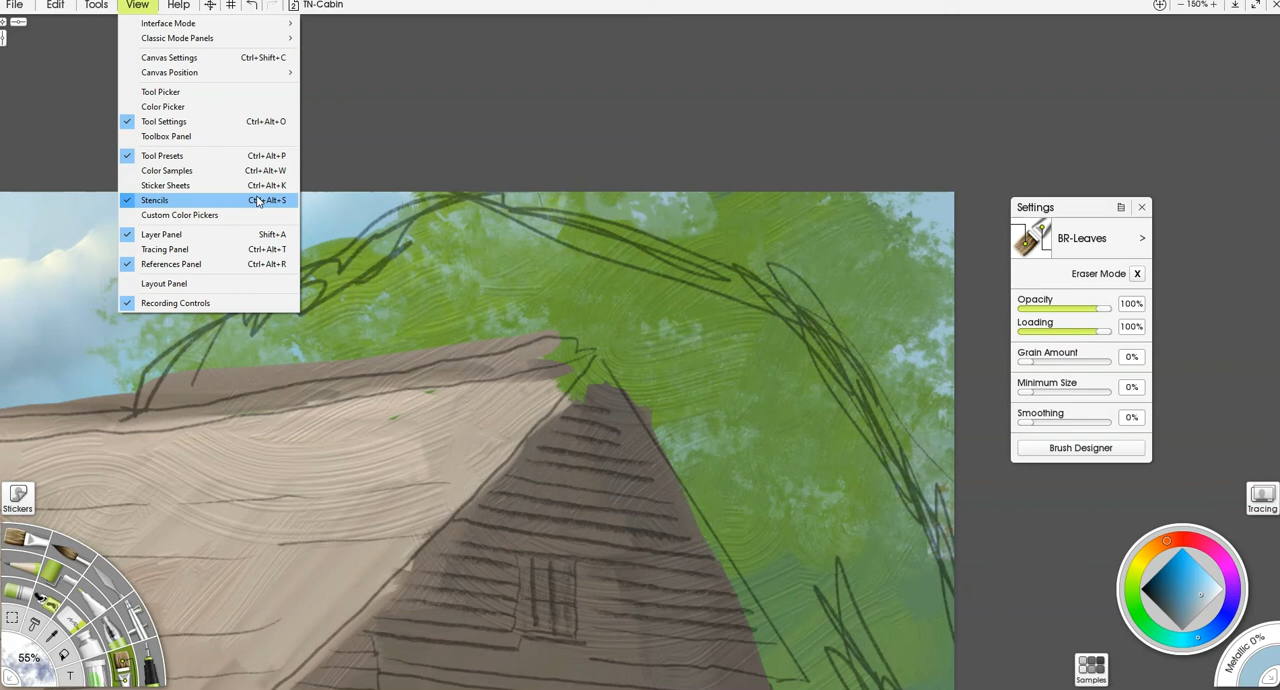 File Edit Tools View Help TN-Cabin 150%
Interface Mode
Classic Mode Panels
Canvas Settings Ctrl+Shift+C
Canvas Position
Tool Picker
Color Picker
Tool Settings Ctrl+Alt+O
Toolbox Panel
Tool Presets Ctrl+Alt+P
Color Samples Ctrl+Alt+W
Sticker Sheets Ctrl+Alt+K
Stencils Ctrl+Alt+S
Custom Color Pickers
Layer Panel Shift+A
Tracing Panel Ctrl+Alt+T
References Panel Ctrl+Alt+R
Layout Panel
Recording Controls
Settings
BR-Leaves >
Eraser Mode X
Opacity 100%
Loading 100%
Grain Amount 0%
Minimum Size 0%
Smoothing 0%
Brush Designer
Stickers
Tracing
55%
T
Samples
Metallic 0%